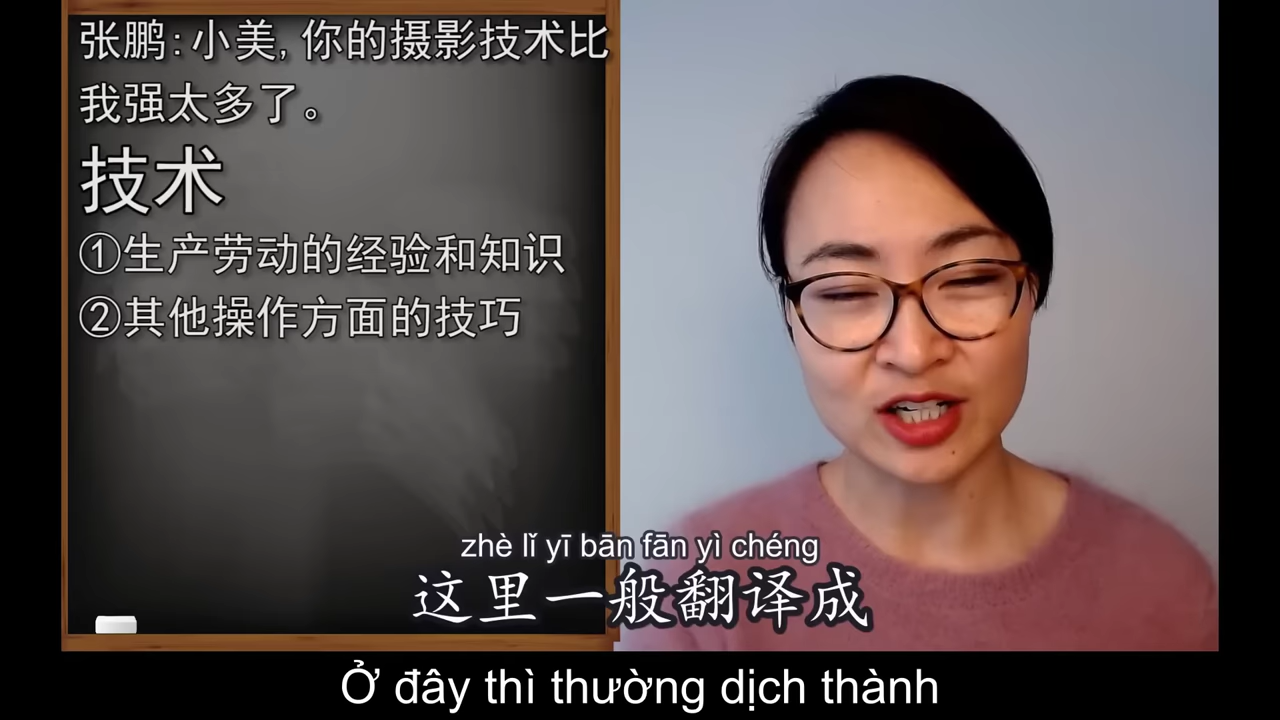 张鹏:小美,你的摄影技术比
我强太多了。
技术
①生产劳动的经验和知识
②其他操作方面的技巧
zhè lǐ yī bān fān yì chéng
这里一般翻译成
Ở đây thì thường dịch thành